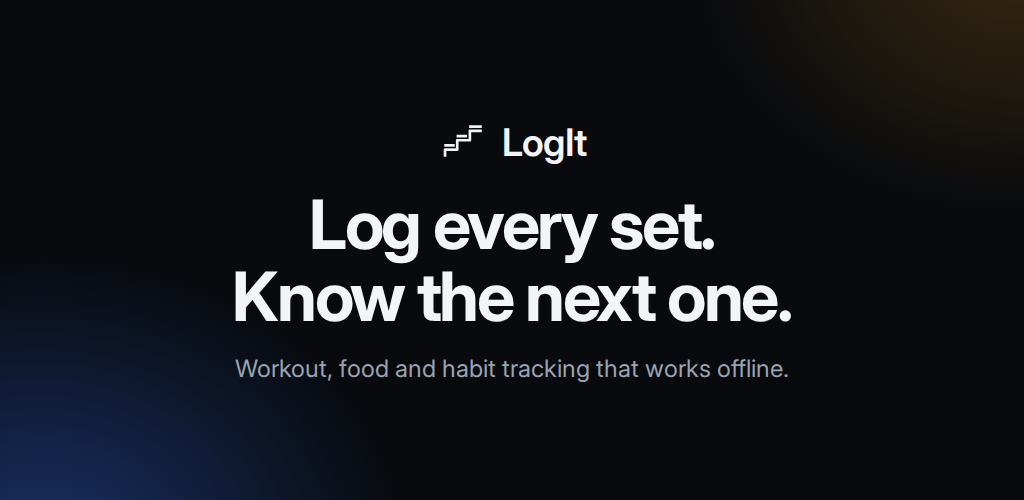 LogIt
Log every set.
Know the next one.
Workout, food and habit tracking that works offline.